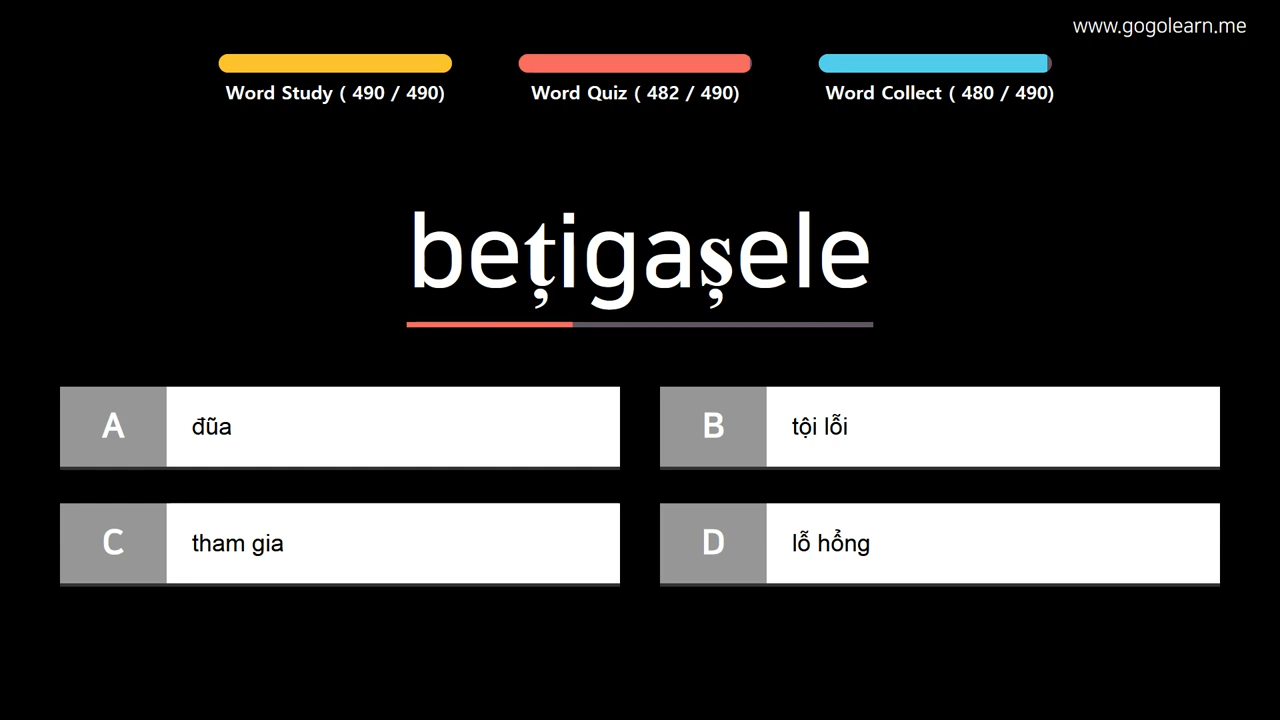 www.gogolearn.me
Word Study ( 490 / 490)
Word Quiz ( 482 / 490)
Word Collect ( 480 / 490)
bețigașele
A
đũa
B
tội lỗi
C
tham gia
D
lỗ hổng